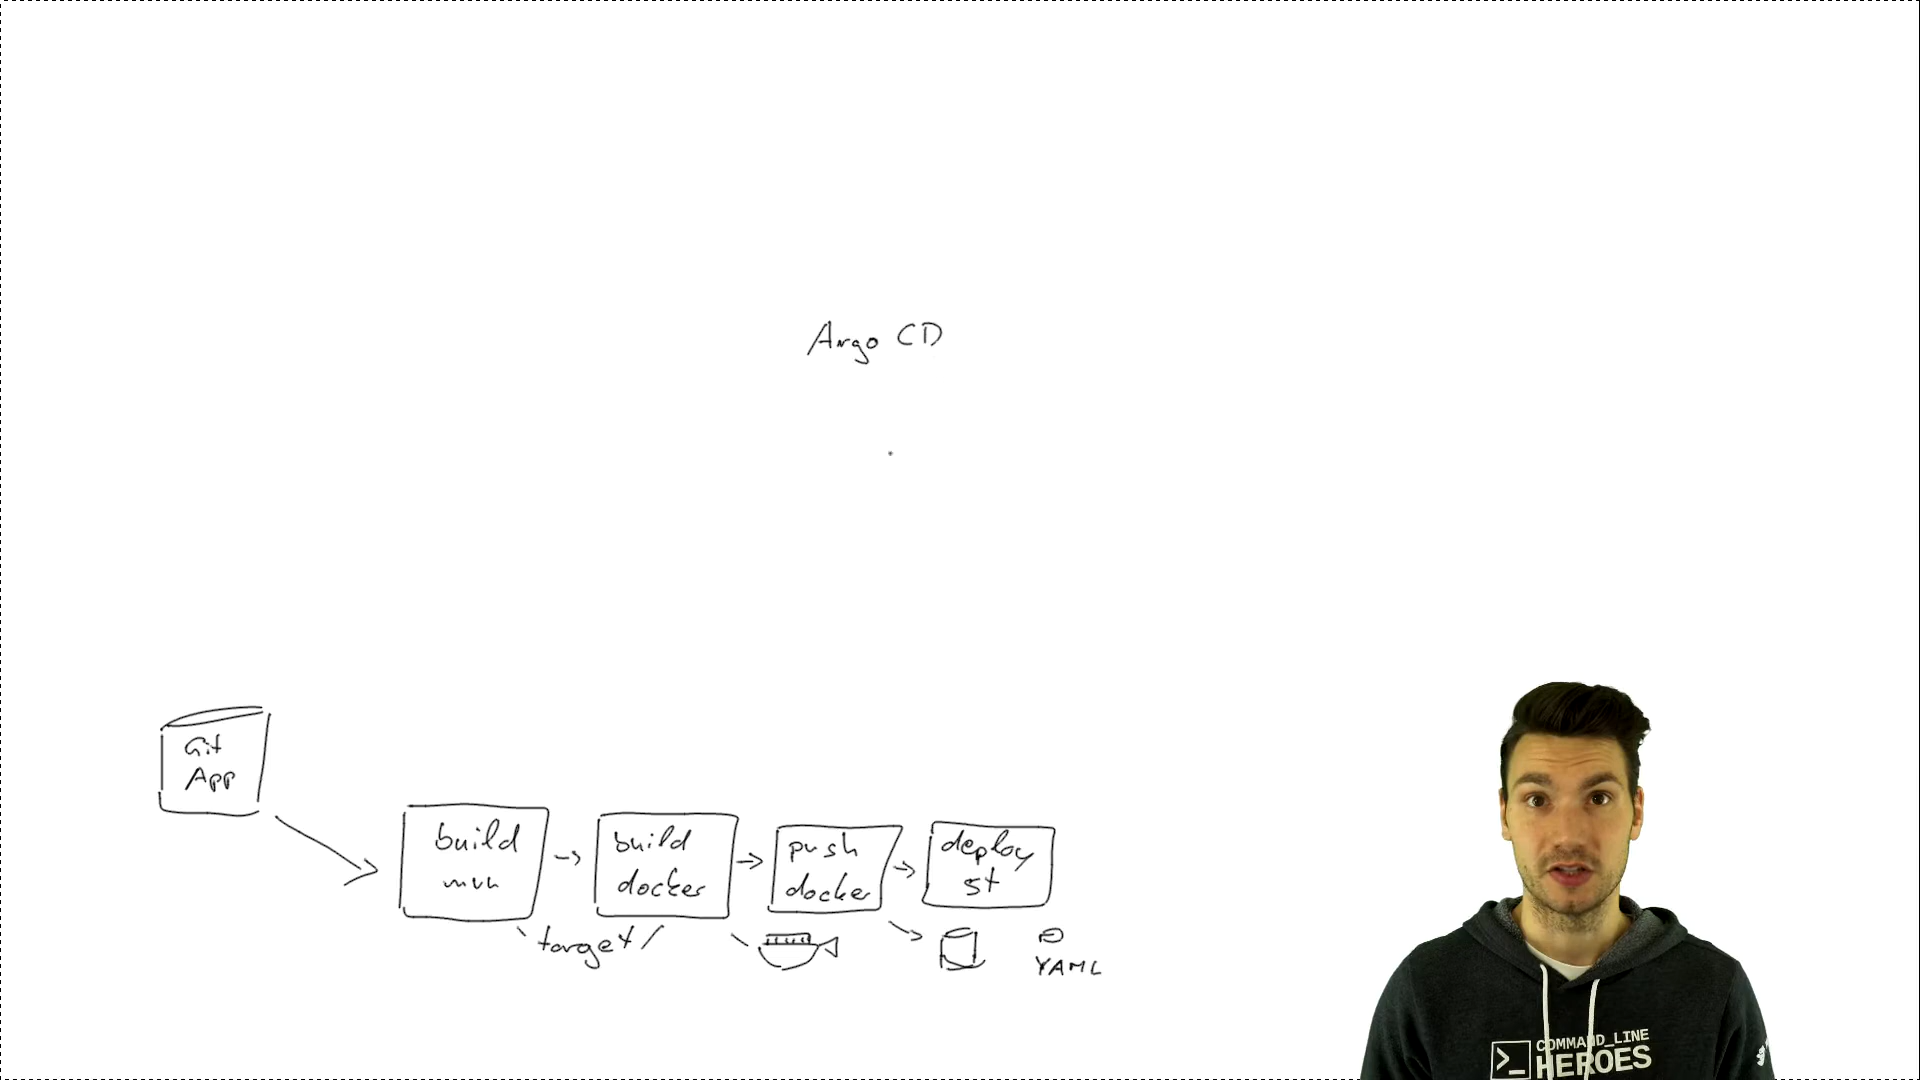 Argo CD
Git
App
build
mvn
build
docker
push
docker
deploy
st
target/
YAML
>_
COMMAND_LINE
HEROES